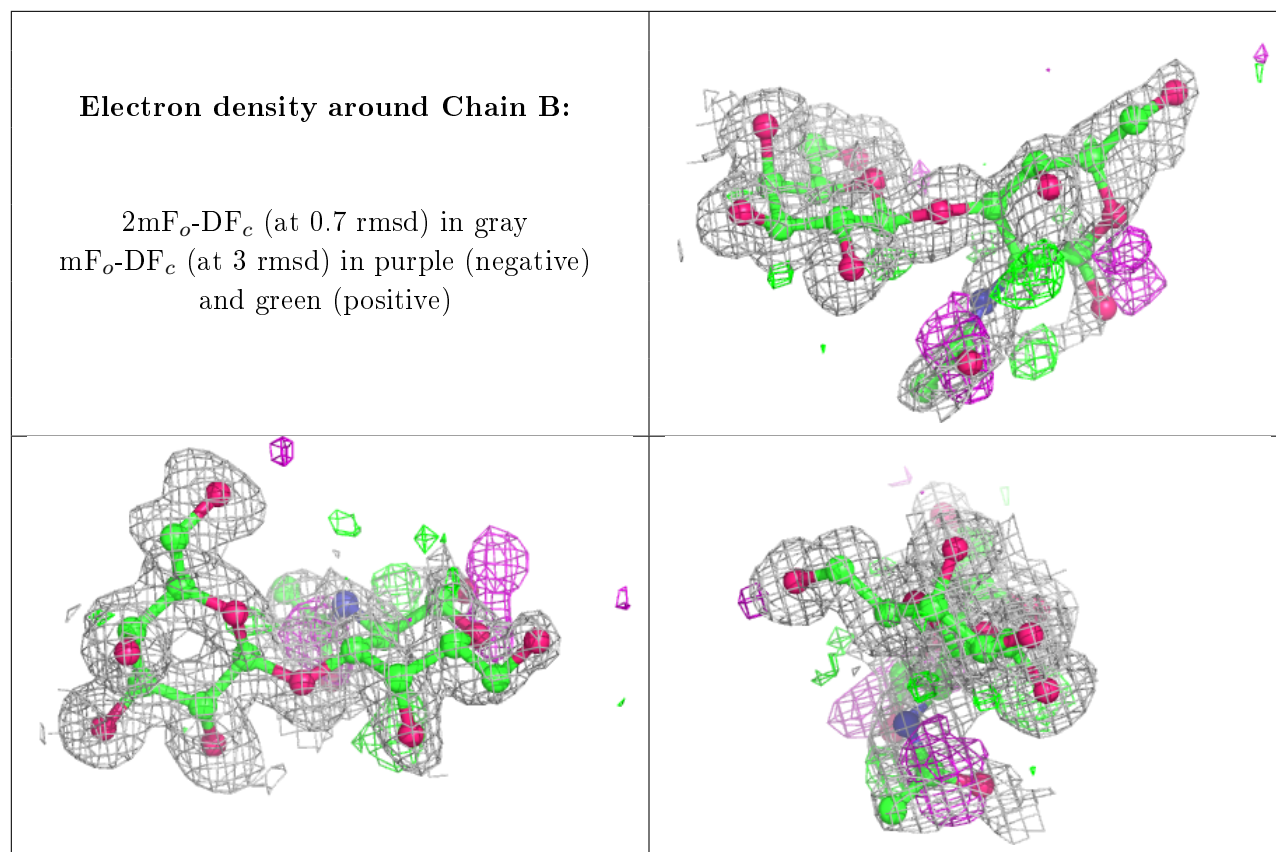 Electron density around Chain B:
2mFₒ-DF𝑐 (at 0.7 rmsd) in gray
mFₒ-DF𝑐 (at 3 rmsd) in purple (negative)
and green (positive)